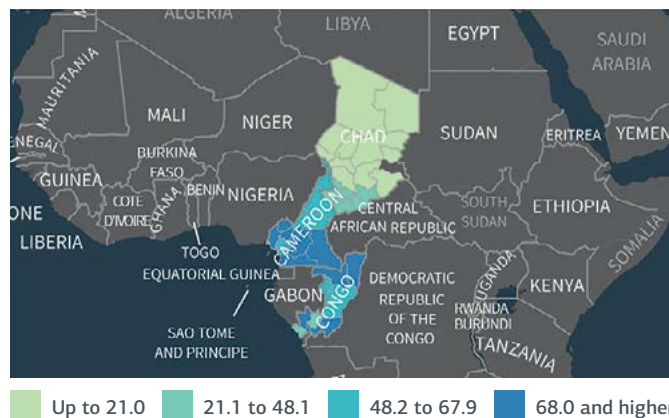 ALGERIA
LIBYA
EGYPT
SAUDI
ARABIA
MAURITANIA
MALI
NIGER
CHAD
SUDAN
ERITREA
YEMEN
ENEGAL
BURKINA
FASO
GUINEA
BENIN
NIGERIA
COTE
D'IVOIRE
GHANA
ONE
LIBERIA
CAMEROON
CENTRAL
AFRICAN REPUBLIC
SOUTH
SUDAN
ETHIOPIA
SOMALIA
TOGO
EQUATORIAL GUINEA
GABON
CONGO
DEMOCRATIC
REPUBLIC
OF THE
CONGO
UGANDA
KENYA
RWANDA
BURUNDI
TANZANIA
SAO TOME
AND PRINCIPE
Up to 21.0
21.1 to 48.1
48.2 to 67.9
68.0 and higher